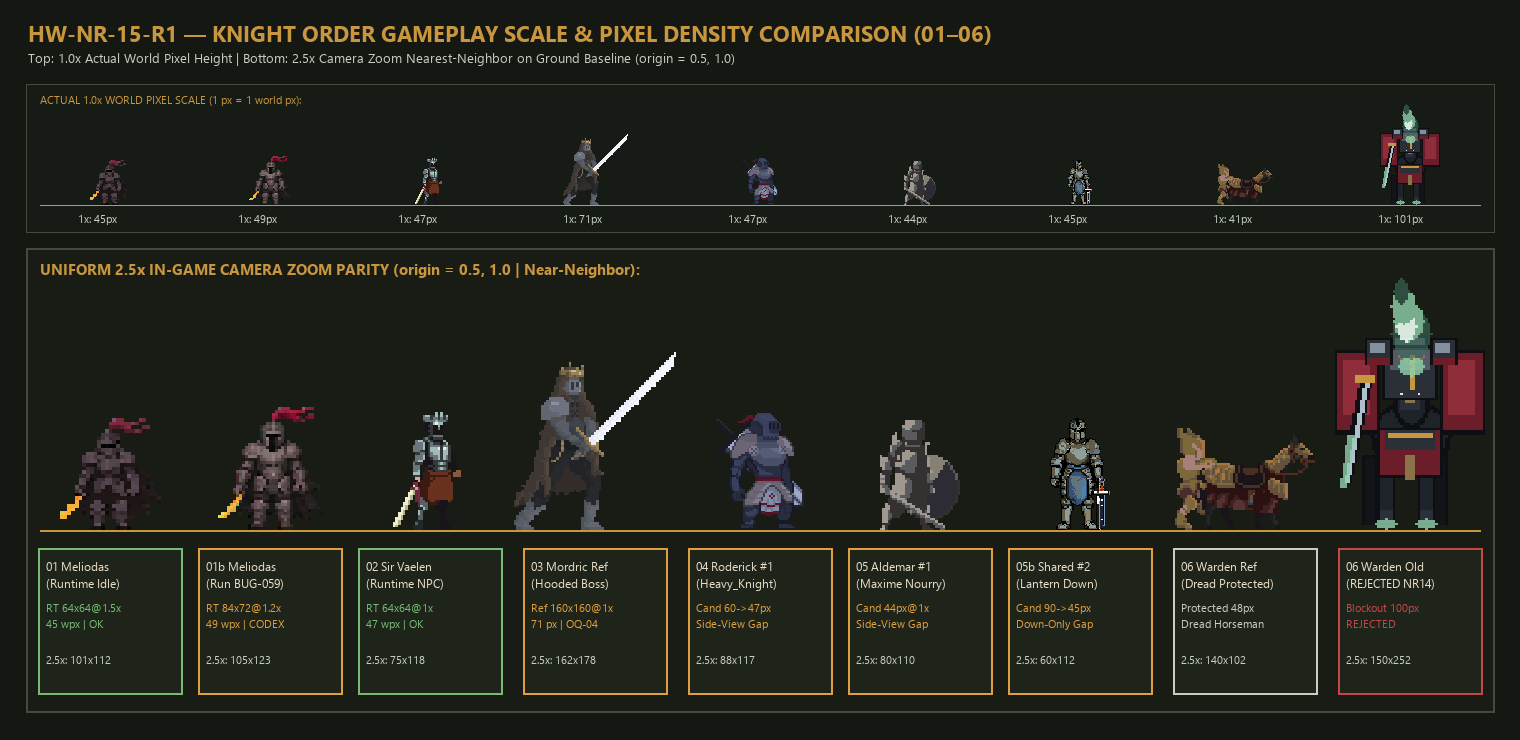 HW-NR-15-R1 — KNIGHT ORDER GAMEPLAY SCALE & PIXEL DENSITY COMPARISON (01–06)
Top: 1.0x Actual World Pixel Height | Bottom: 2.5x Camera Zoom Nearest-Neighbor on Ground Baseline (origin = 0.5, 1.0)
ACTUAL 1.0x WORLD PIXEL SCALE (1 px = 1 world px):
1x: 45px
1x: 49px
1x: 47px
1x: 71px
1x: 47px
1x: 44px
1x: 45px
1x: 41px
1x: 101px
UNIFORM 2.5x IN-GAME CAMERA ZOOM PARITY (origin = 0.5, 1.0 | Near-Neighbor):
01 Meliodas
(Runtime Idle)
RT 64x64@1.5x
45 wpx | OK
2.5x: 101x112
01b Meliodas
(Run BUG-059)
RT 84x72@1.2x
49 wpx | CODEX
2.5x: 105x123
02 Sir Vaelen
(Runtime NPC)
RT 64x64@1x
47 wpx | OK
2.5x: 75x118
03 Mordric Ref
(Hooded Boss)
Ref 160x160@1x
71 px | OQ-04
2.5x: 162x178
04 Roderick #1
(Heavy_Knight)
Cand 60->47px
Side-View Gap
2.5x: 88x117
05 Aldemar #1
(Maxime Nourry)
Cand 44px@1x
Side-View Gap
2.5x: 80x110
05b Shared #2
(Lantern Down)
Cand 90->45px
Down-Only Gap
2.5x: 60x112
06 Warden Ref
(Dread Protected)
Protected 48px
Dread Horseman
2.5x: 140x102
06 Warden Old
(REJECTED NR14)
Blockout 100px
REJECTED
2.5x: 150x252